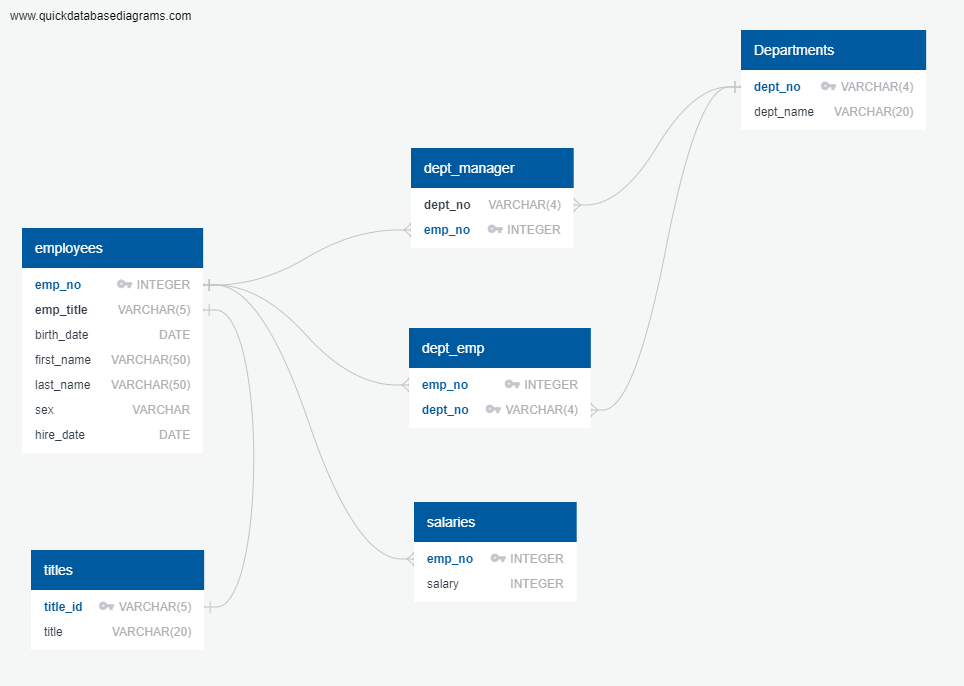 www.quickdatabasediagrams.com
Departments
dept_no VARCHAR(4)
dept_name VARCHAR(20)
dept_manager
dept_no VARCHAR(4)
emp_no INTEGER
employees
emp_no INTEGER
emp_title VARCHAR(5)
birth_date DATE
first_name VARCHAR(50)
last_name VARCHAR(50)
sex VARCHAR
hire_date DATE
dept_emp
emp_no INTEGER
dept_no VARCHAR(4)
salaries
emp_no INTEGER
salary INTEGER
titles
title_id VARCHAR(5)
title VARCHAR(20)